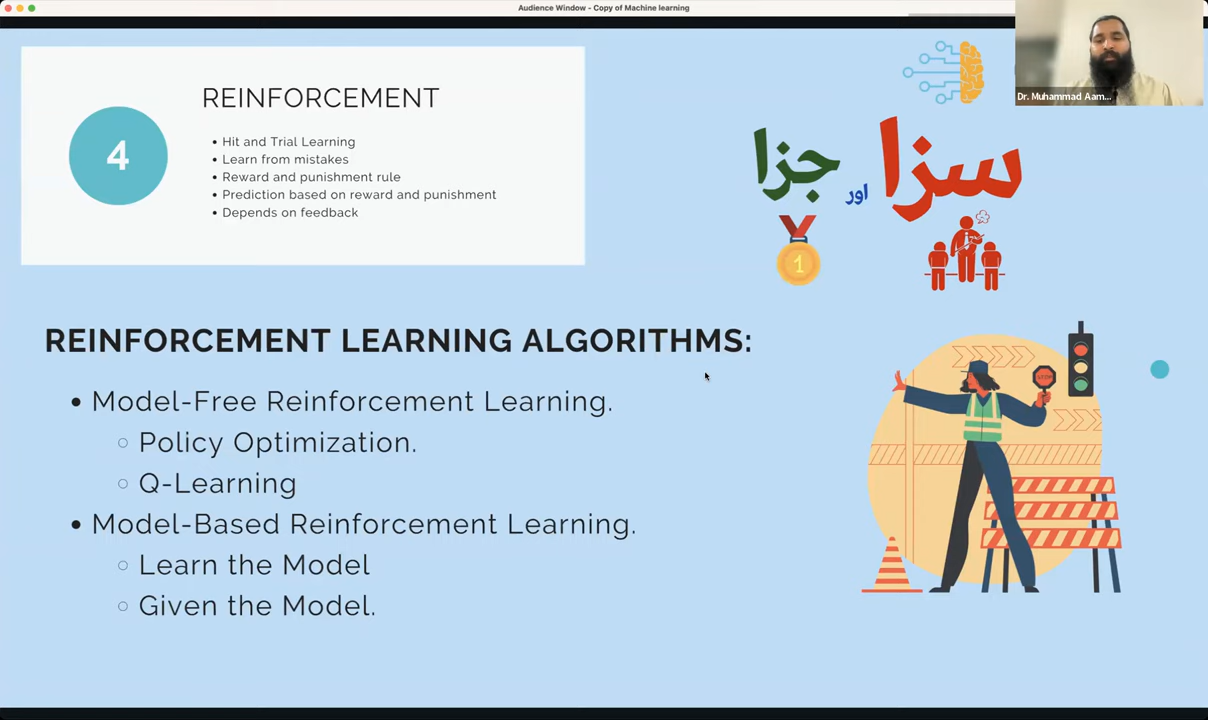 Audience Window - Copy of Machine learning
Dr. Muhammad Aam...
4
REINFORCEMENT
• Hit and Trial Learning
• Learn from mistakes
• Reward and punishment rule
• Prediction based on reward and punishment
• Depends on feedback
سزا اور جزا
1
REINFORCEMENT LEARNING ALGORITHMS:
• Model-Free Reinforcement Learning.
○ Policy Optimization.
○ Q-Learning
• Model-Based Reinforcement Learning.
○ Learn the Model
○ Given the Model.
STOP